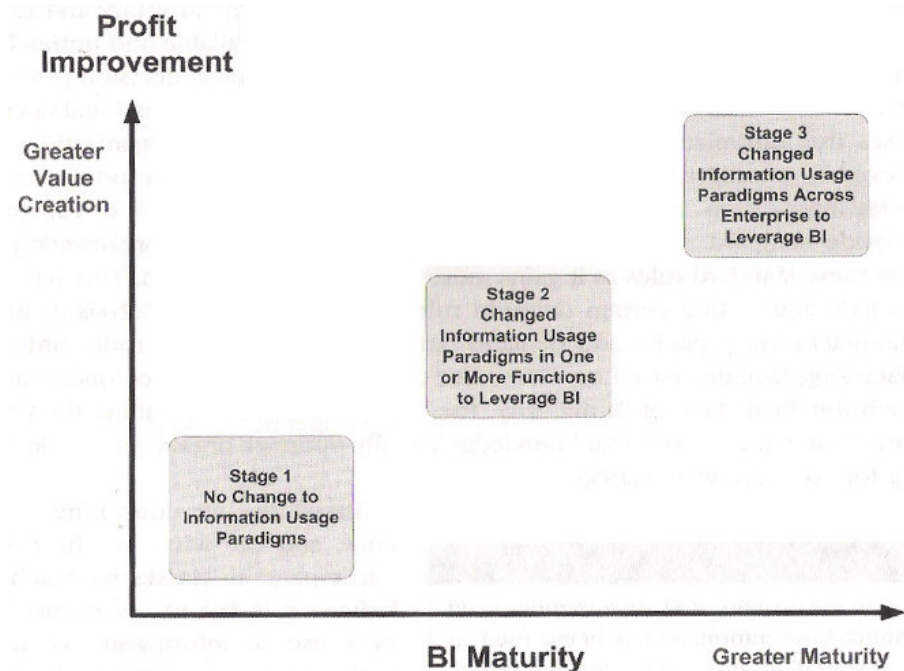 Profit
Improvement
Greater
Value
Creation
Stage 3
Changed
Information Usage
Paradigms Across
Enterprise to
Leverage BI
Stage 2
Changed
Information Usage
Paradigms in One
or More Functions
to Leverage BI
Stage 1
No Change to
Information Usage
Paradigms
BI Maturity
Greater Maturity